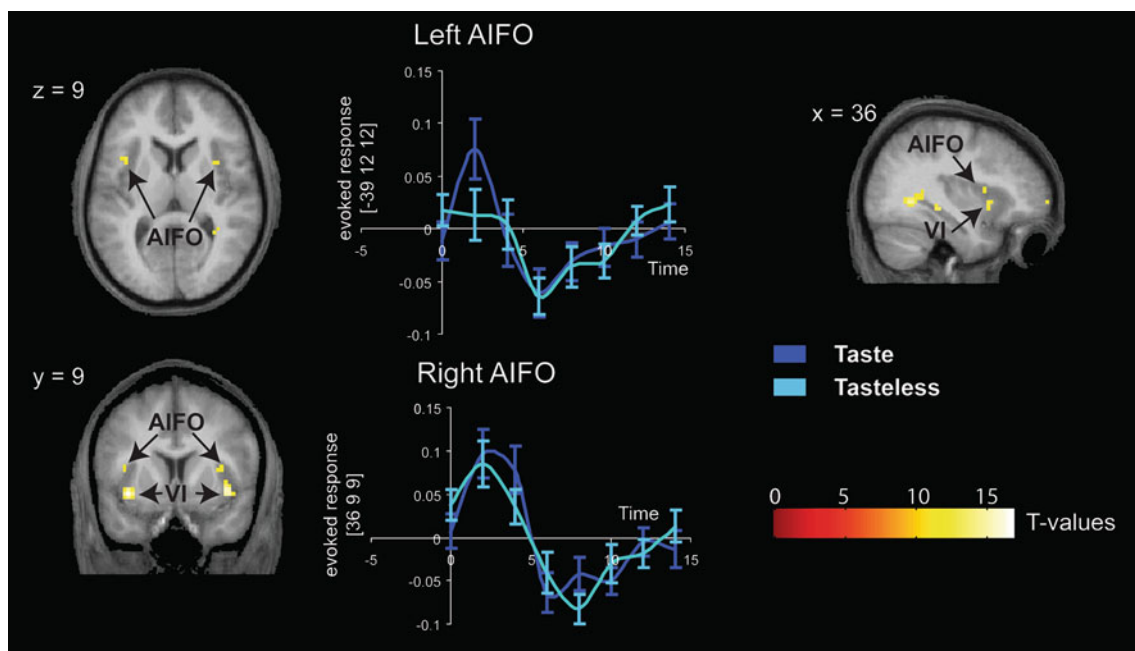 z = 9
AIFO
Left AIFO
evoked response
[-39 12 12]
0.15
0.1
0.05
0
-0.05
-0.1
-5
0
5
10
15
Time
x = 36
AIFO
VI
y = 9
AIFO
VI
Right AIFO
evoked response
[36 9 9]
0.15
0.1
0.05
0
-0.05
-0.1
-5
0
5
10
15
Time
Taste
Tasteless
0 5 10 15
T-values